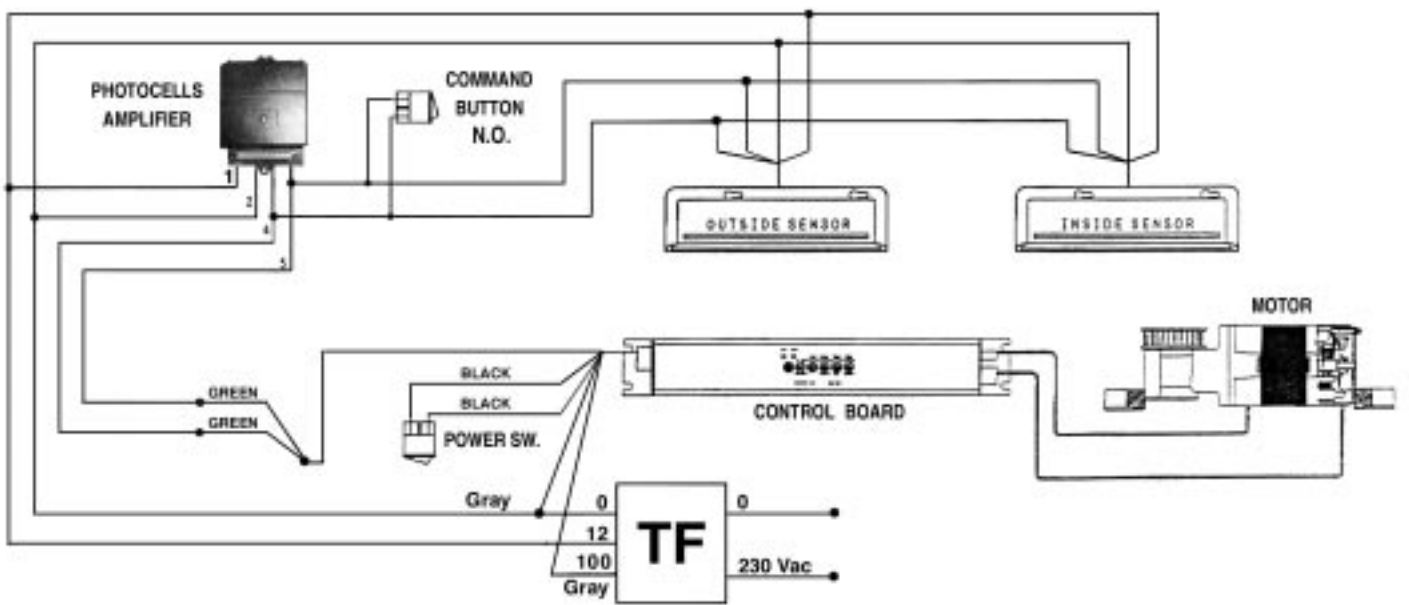 PHOTOCELLS
AMPLIFIER
COMMAND
BUTTON
N.O.
1
2
4
5
OUTSIDE SENSOR
INSIDE SENSOR
MOTOR
BLACK
BLACK
POWER SW.
CONTROL BOARD
GREEN
GREEN
Gray
0
12
100
Gray
TF
0
230 Vac